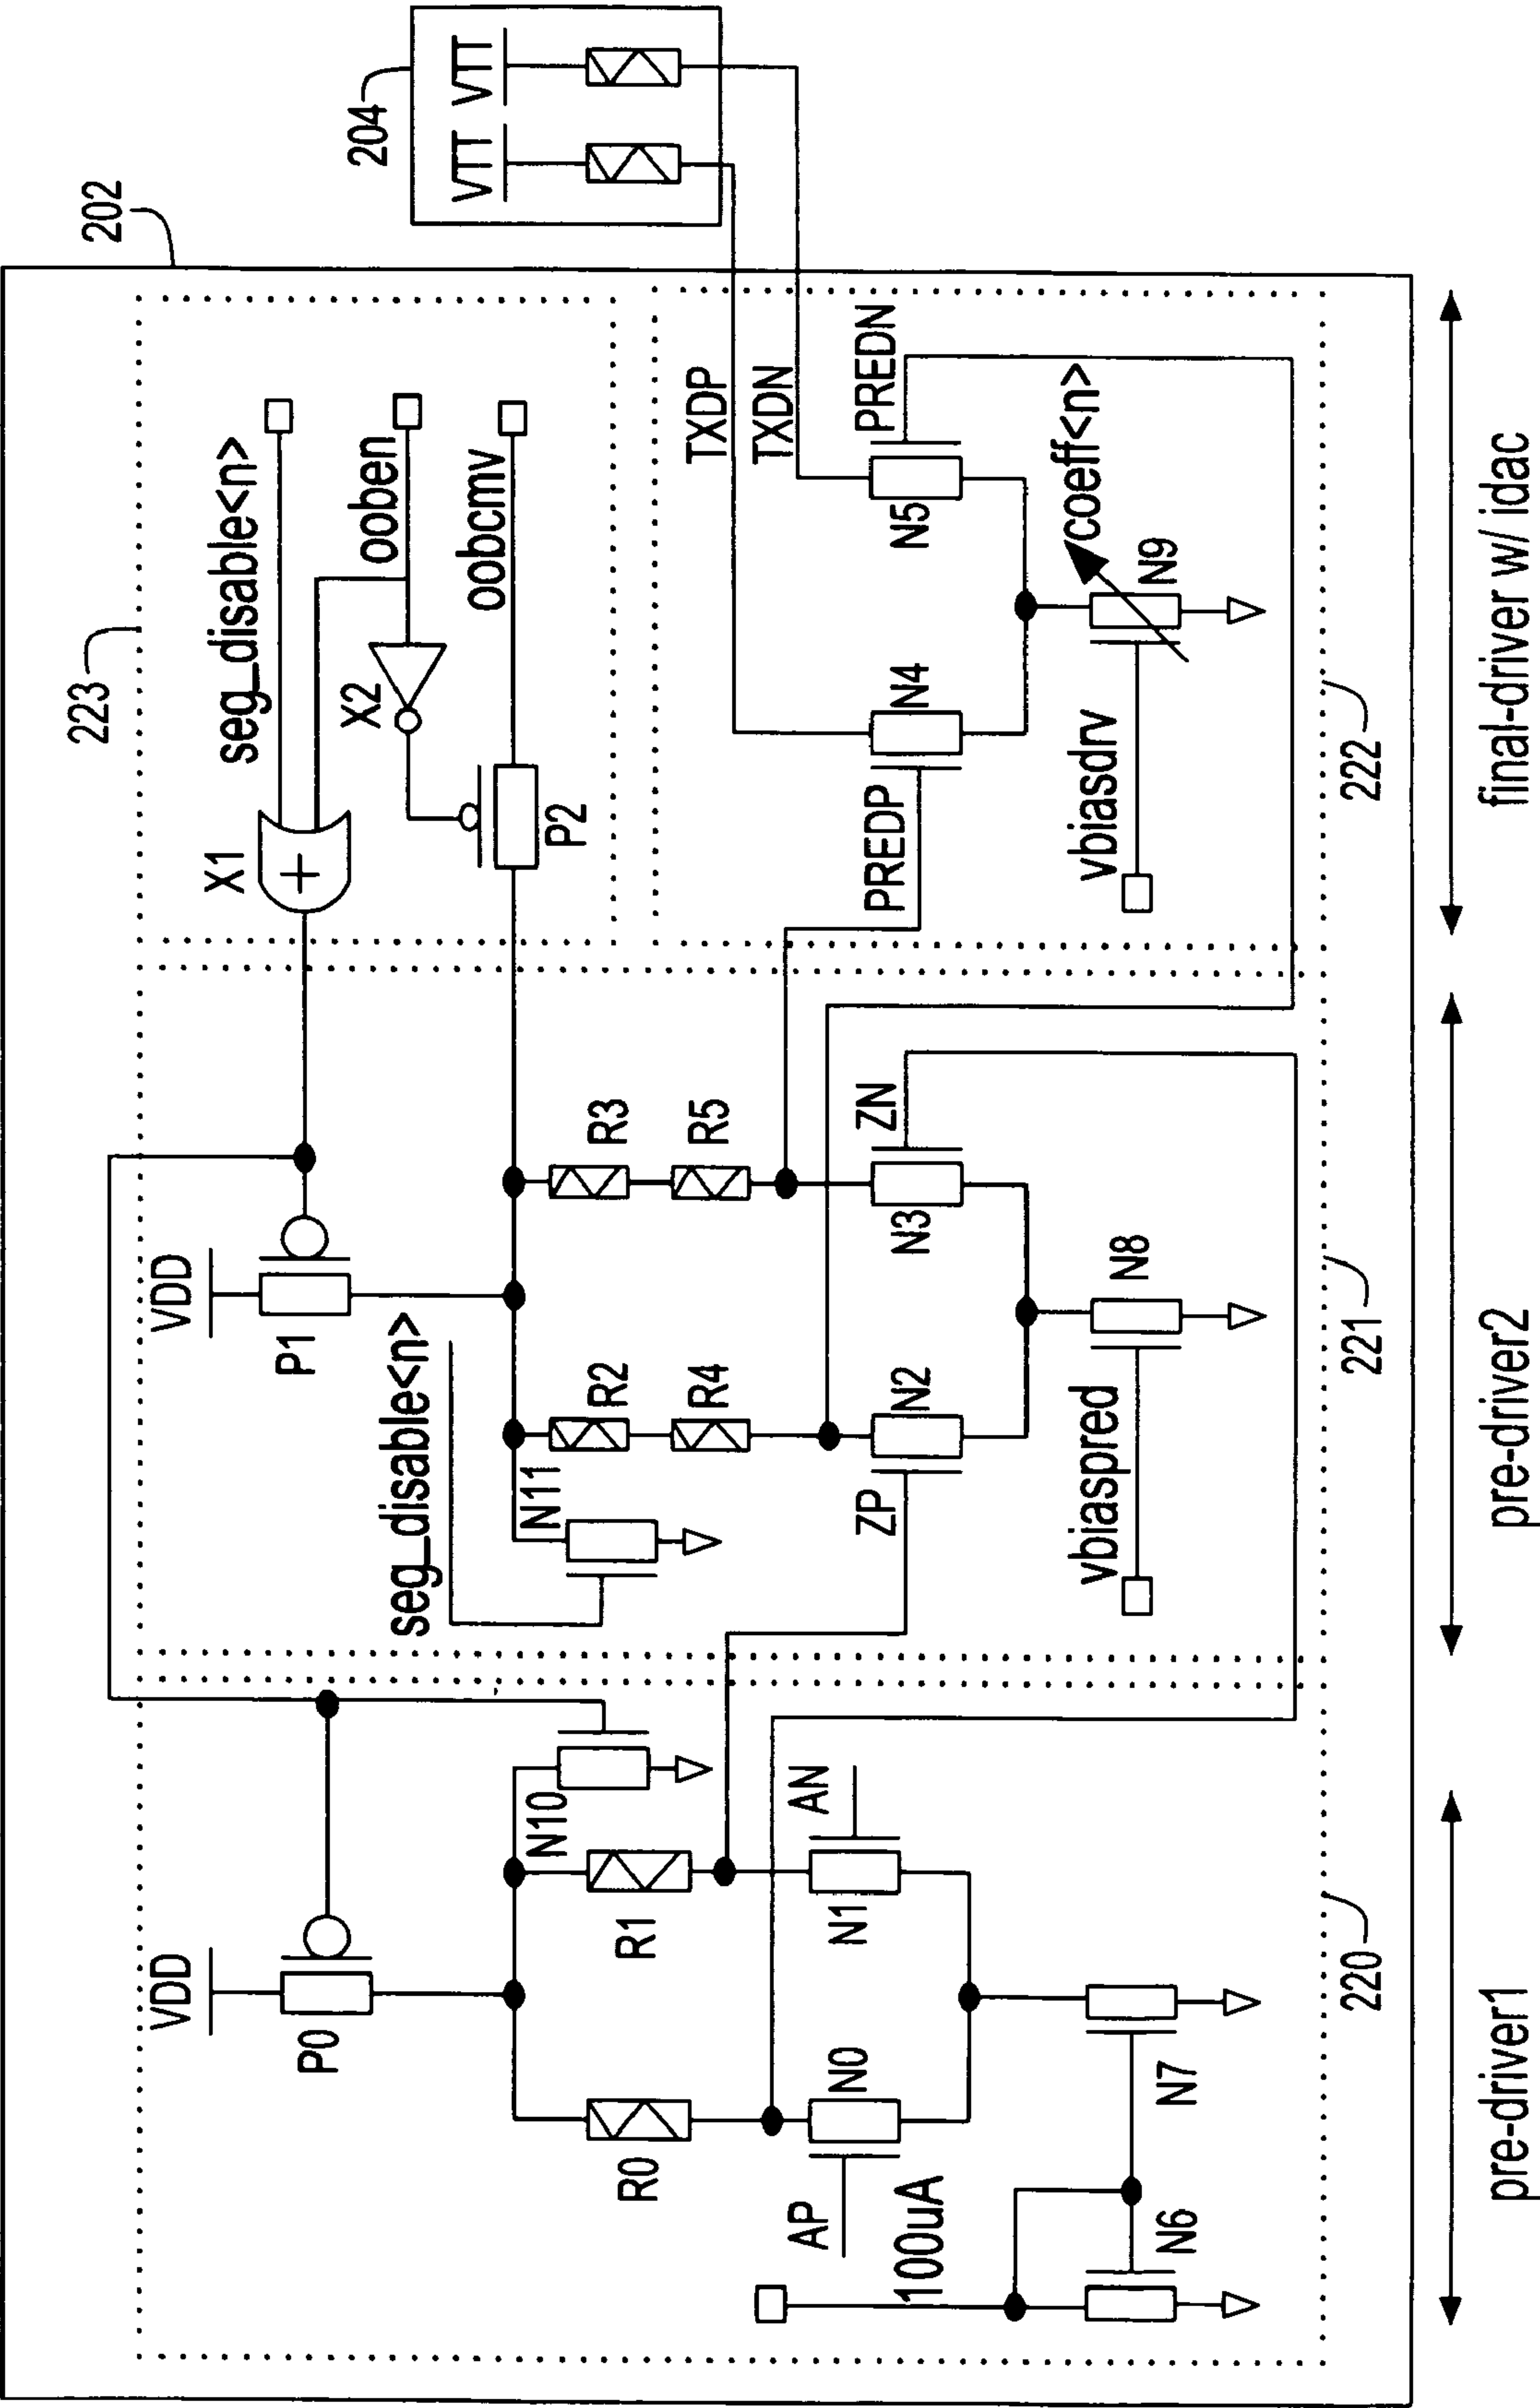 202
204
VTT
VTT
223
seg_disable<n>
ooben
oobcmv
X1
X2
P2
VDD
P1
seg_disable<n>
N11
R2
R3
R4
R5
VDD
P0
N10
R0
R1
TXDP
TXDN
PREDP
PREDN
N4
N5
coeff<n>
vbiasdrv
N9
ZP
ZN
N2
N3
vbiaspred
N8
AP
AN
N0
N1
100uA
N6
N7
220
221
222
pre-driver1
pre-driver2
final-driver w/ idac